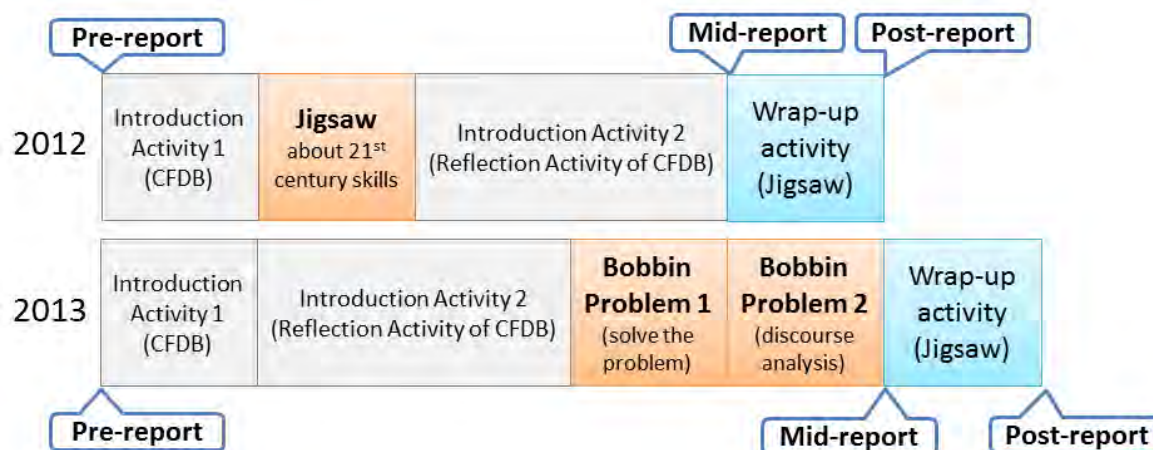 Pre-report
Mid-report
Post-report
2012
Introduction
Activity 1
(CFDB)
Jigsaw
about 21st
century skills
Introduction Activity 2
(Reflection Activity of CFDB)
Wrap-up
activity
(Jigsaw)
2013
Introduction
Activity 1
(CFDB)
Introduction Activity 2
(Reflection Activity of CFDB)
Bobbin
Problem 1
(solve the
problem)
Bobbin
Problem 2
(discourse
analysis)
Wrap-up
activity
(Jigsaw)
Pre-report
Mid-report
Post-report